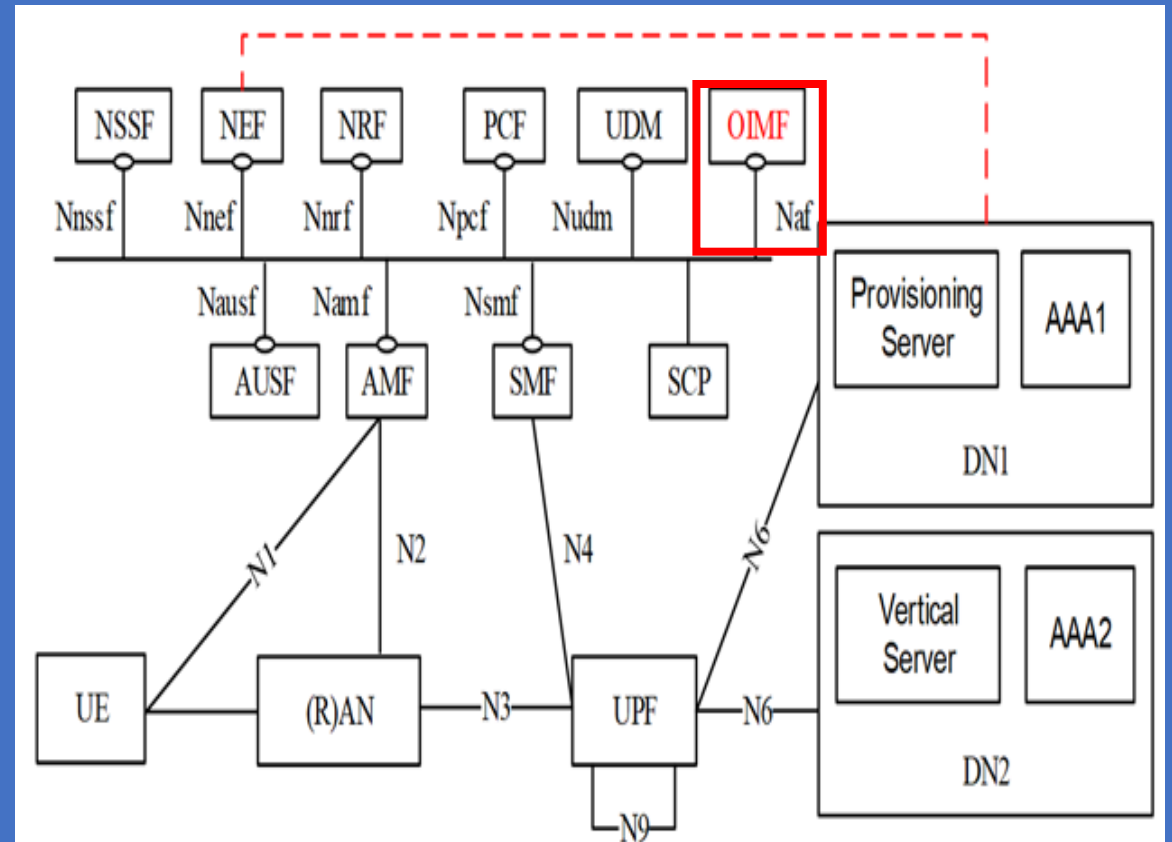 NSSF
NEF
NRF
PCF
UDM
OIMF
Nnssf
Nnef
Nnrf
Npcf
Nudm
Naf
Nausf
Namf
Nsmf
Provisioning
Server
AAA1
AUSF
AMF
SMF
SCP
DN1
N1
N2
N4
N6
Vertical
Server
AAA2
UE
(R)AN
N3
UPF
N6
DN2
N9